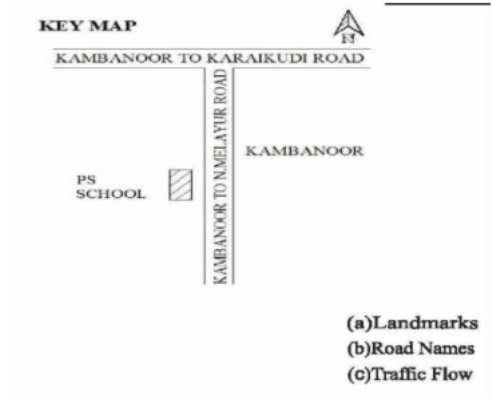 KEY MAP
N
KAMBANOOR TO KARAIKUDI ROAD
KAMBANOOR TO N.MELAYUR ROAD
KAMBANOOR
PS
SCHOOL
(a)Landmarks
(b)Road Names
(c)Traffic Flow